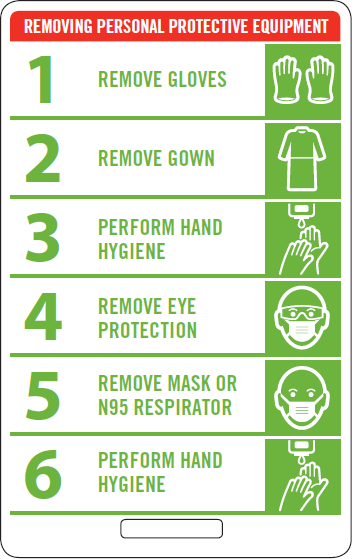 REMOVING PERSONAL PROTECTIVE EQUIPMENT
1 REMOVE GLOVES
2 REMOVE GOWN
3 PERFORM HAND
HYGIENE
4 REMOVE EYE
PROTECTION
5 REMOVE MASK OR
N95 RESPIRATOR
6 PERFORM HAND
HYGIENE